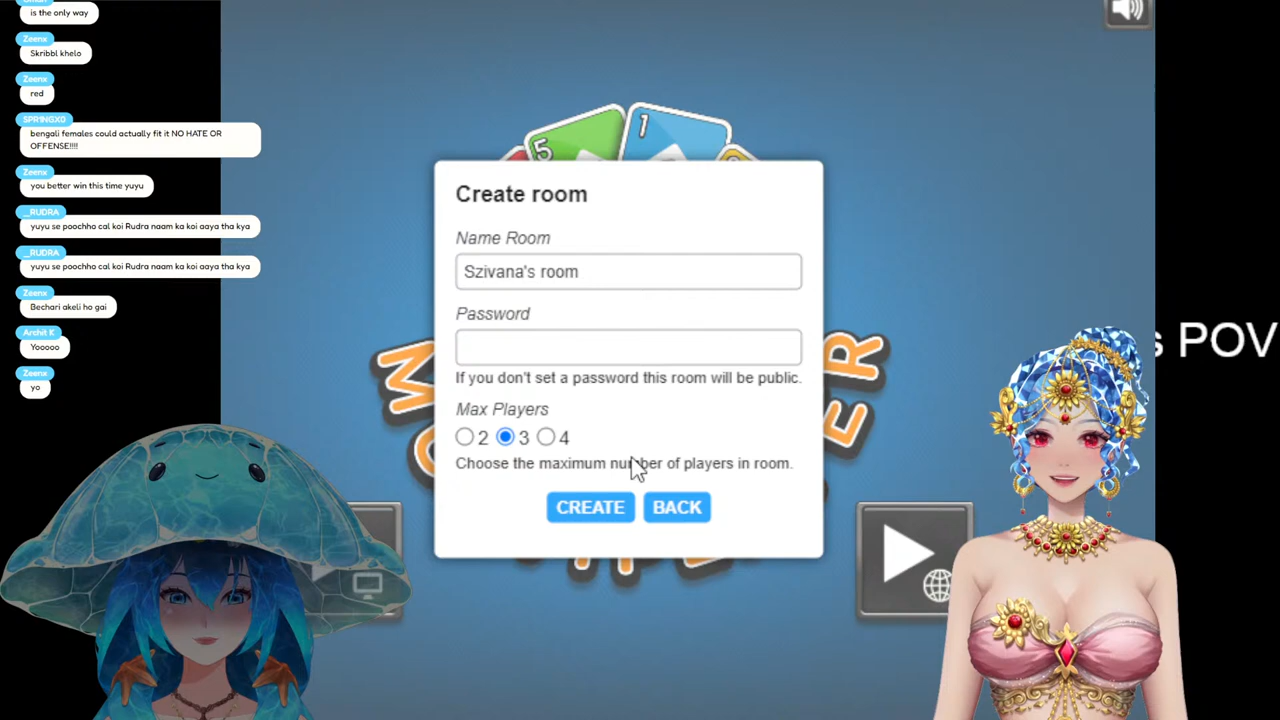 is the only way
Zeenx
Skribbl khelo
Zeenx
red
SPR1NGX0
bengali females could actually fit it NO HATE OR
OFFENSE!!!!
Zeenx
you better win this time yuyu
__RUDRA
yuyu se poochho cal koi Rudra naam ka koi aaya tha kya
__RUDRA
yuyu se poochho cal koi Rudra naam ka koi aaya tha kya
Zeenx
Bechari akeli ho gai
Archit K
Yooooo
Zeenx
yo
5
1
Create room
Name Room
Szivana's room
Password
If you don't set a password this room will be public.
Max Players
2 3 4
Choose the maximum number of players in room.
CREATE BACK
s POV